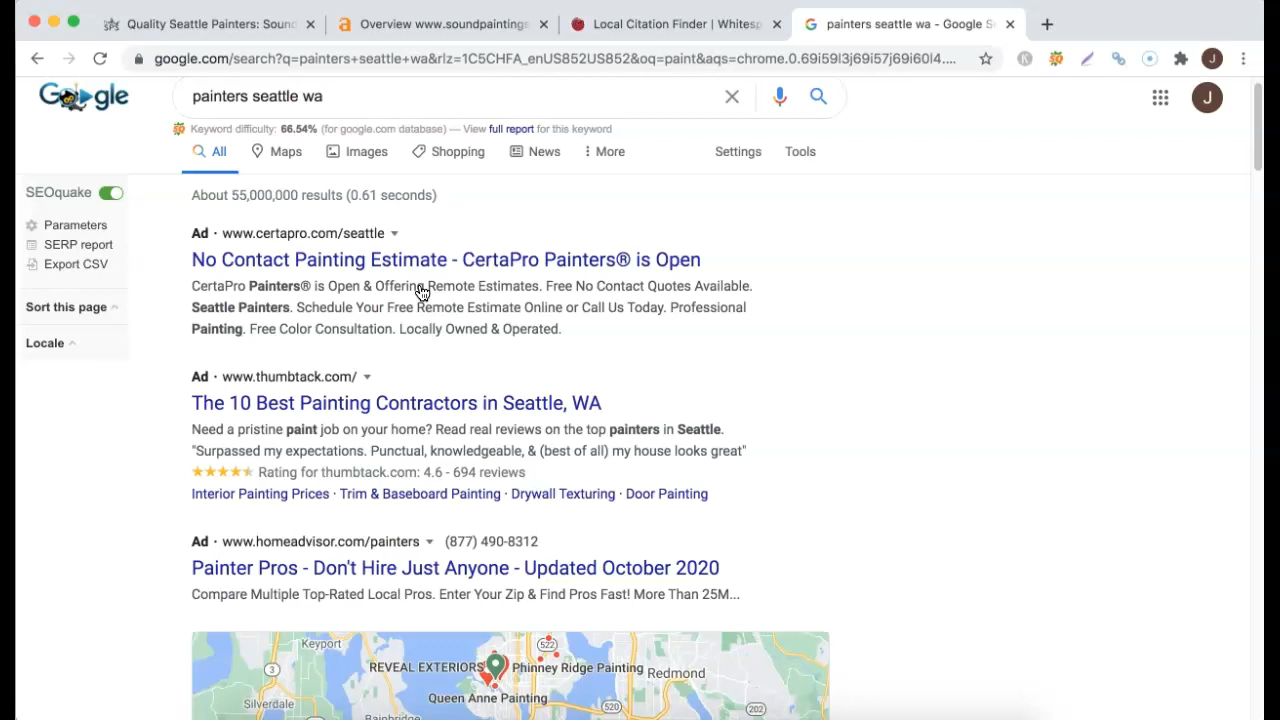 Quality Seattle Painters: Sound
Overview www.soundpaintings
Local Citation Finder | Whitesp
painters seattle wa - Google Se
google.com/search?q=painters+seattle+wa&rlz=1C5CHFA_enUS852US852&oq=paint&aqs=chrome.0.69i59l3j69i57j69i60l4....
J
Google
painters seattle wa
J
Keyword difficulty: 66.54% (for google.com database) — View full report for this keyword
All
Maps
Images
Shopping
News
More
Settings
Tools
SEOquake
Parameters
SERP report
Export CSV
Sort this page
Locale
About 55,000,000 results (0.61 seconds)
Ad · www.certapro.com/seattle
No Contact Painting Estimate - CertaPro Painters® is Open
CertaPro Painters® is Open & Offering Remote Estimates. Free No Contact Quotes Available.
Seattle Painters. Schedule Your Free Remote Estimate Online or Call Us Today. Professional
Painting. Free Color Consultation. Locally Owned & Operated.
Ad · www.thumbtack.com/
The 10 Best Painting Contractors in Seattle, WA
Need a pristine paint job on your home? Read real reviews on the top painters in Seattle.
"Surpassed my expectations. Punctual, knowledgeable, & (best of all) my house looks great"
Rating for thumbtack.com: 4.6 - 694 reviews
Interior Painting Prices · Trim & Baseboard Painting · Drywall Texturing · Door Painting
Ad · www.homeadvisor.com/painters (877) 490-8312
Painter Pros - Don't Hire Just Anyone - Updated October 2020
Compare Multiple Top-Rated Local Pros. Enter Your Zip & Find Pros Fast! More Than 25M...
Keyport
522
3
REVEAL EXTERIORS
Phinney Ridge Painting
Redmond
Queen Anne Painting
Silverdale
520
202
Bainbridge